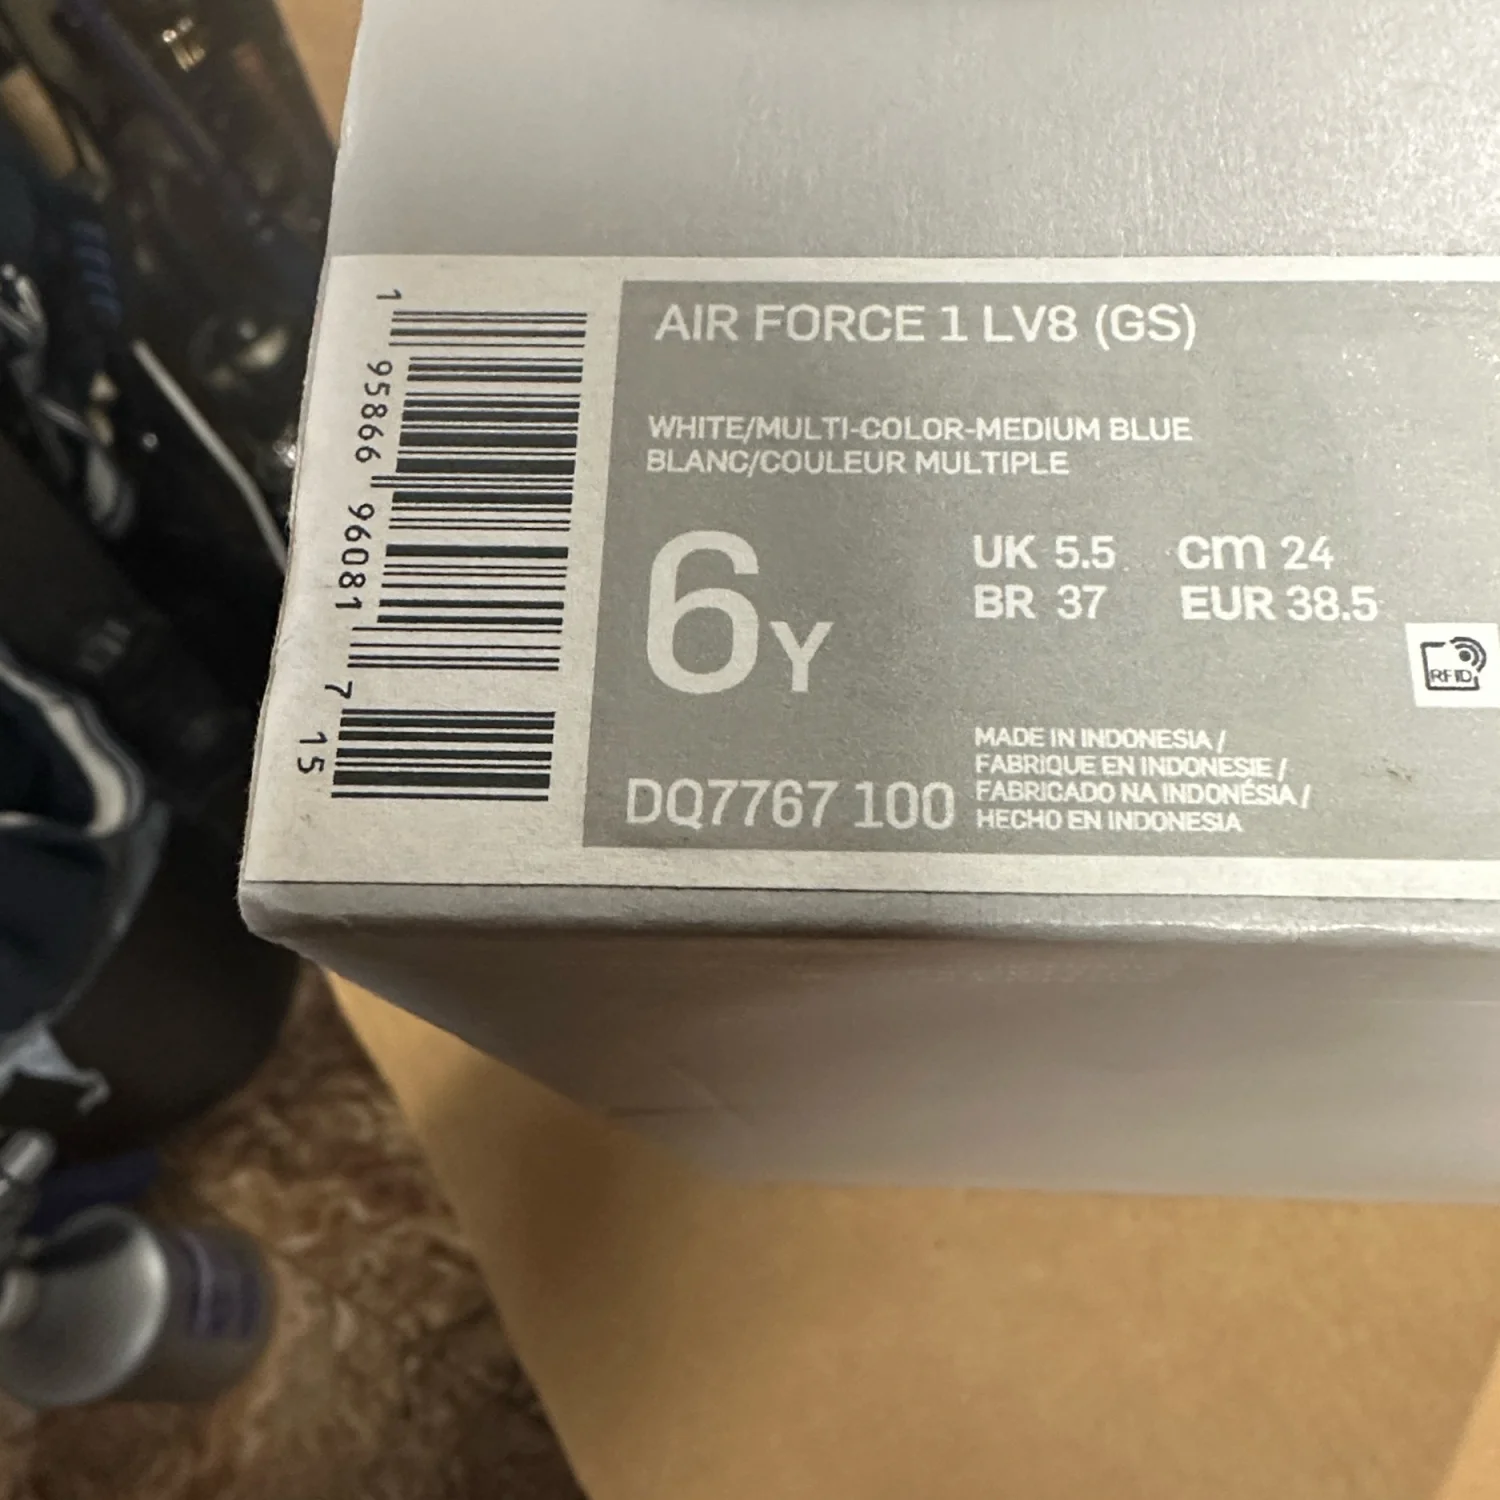 AIR FORCE 1 LV8 (GS)
WHITE/MULTI-COLOR-MEDIUM BLUE
BLANC/COULEUR MULTIPLE
6Y
UK 5.5 cm 24
BR 37 EUR 38.5
RFID
DQ7767 100
MADE IN INDONESIA /
FABRIQUE EN INDONESIE /
FABRICADO NA INDONÉSIA /
HECHO EN INDONESIA
1 95866 96081 7 15